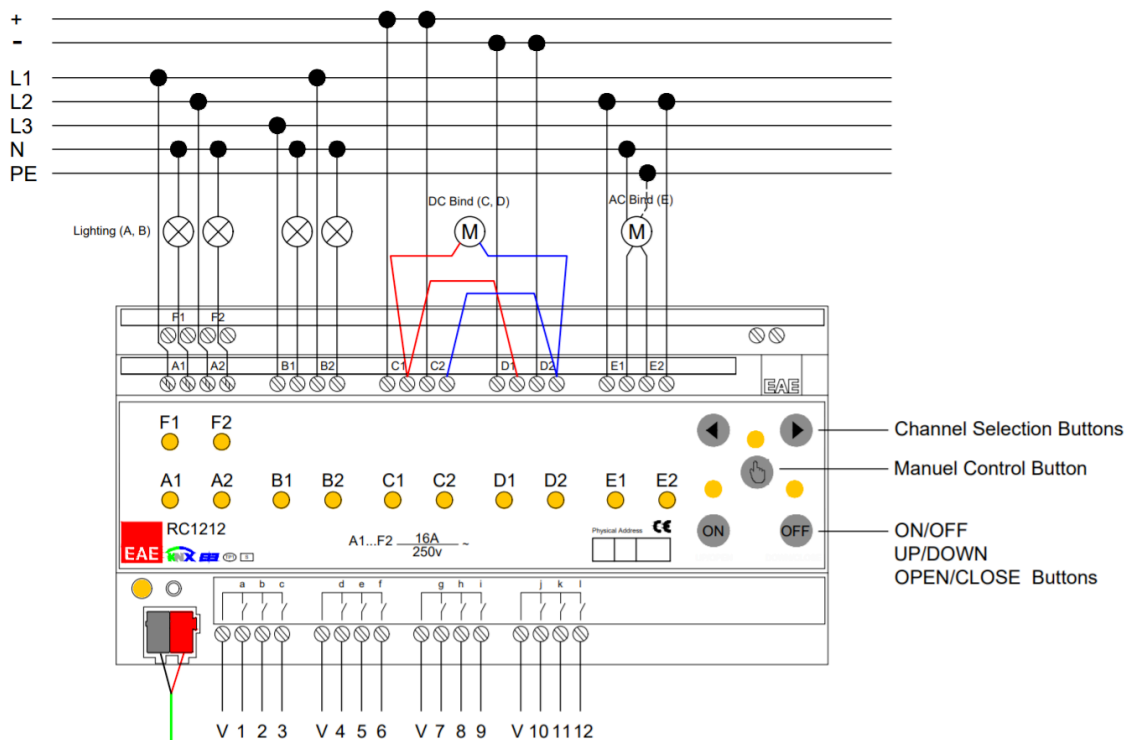 +
-
L1
L2
L3
N
PE
Lighting (A, B)
DC Bind (C, D)
AC Bind (E)
M
M
F1 F2
A1 A2 B1 B2 C1 C2 D1 D2 E1 E2
EAE
F1 F2
A1 A2 B1 B2 C1 C2 D1 D2 E1 E2
Channel Selection Buttons
Manuel Control Button
ON OFF
ON/OFF
UP/DOWN
OPEN/CLOSE Buttons
EAE
RC1212
KNX
A1...F2 16A
250v ~
Physical Address CE
a b c d e f g h i j k l
V 1 2 3 V 4 5 6 V 7 8 9 V 10 11 12